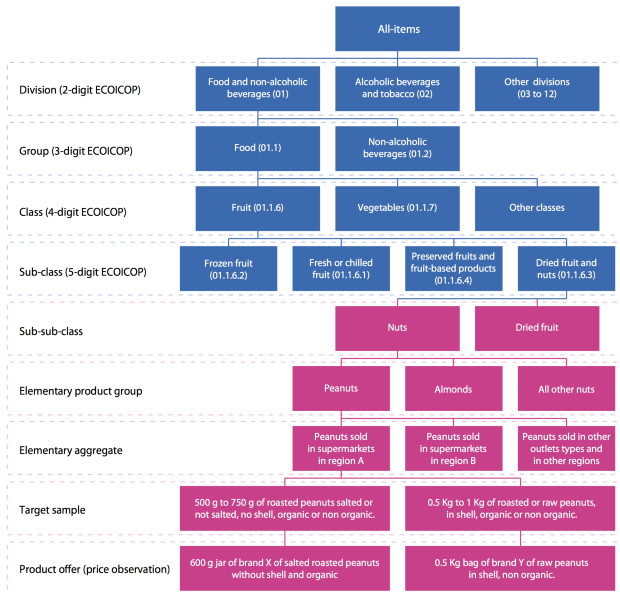 All-items
Division (2-digit ECOICOP)
Food and non-alcoholic
beverages (01)
Alcoholic beverages
and tobacco (02)
Other divisions
(03 to 12)
Group (3-digit ECOICOP)
Food (01.1)
Non-alcoholic
beverages (01.2)
Class (4-digit ECOICOP)
Fruit (01.1.6)
Vegetables (01.1.7)
Other classes
Sub-class (5-digit ECOICOP)
Frozen fruit
(01.1.6.2)
Fresh or chilled
fruit (01.1.6.1)
Preserved fruits and
fruit-based products
(01.1.6.4)
Dried fruit and
nuts (01.1.6.3)
Sub-sub-class
Nuts
Dried fruit
Elementary product group
Peanuts
Almonds
All other nuts
Elementary aggregate
Peanuts sold
in supermarkets
in region A
Peanuts sold
in supermarkets
in region B
Peanuts sold in other
outlets types and
in other regions
Target sample
500 g to 750 g of roasted peanuts salted or
not salted, no shell, organic or non organic.
0.5 Kg to 1 Kg of roasted or raw peanuts,
in shell, organic or non organic.
Product offer (price observation)
600 g jar of brand X of salted roasted peanuts
without shell and organic
0.5 Kg bag of brand Y of raw peanuts
in shell, non organic.